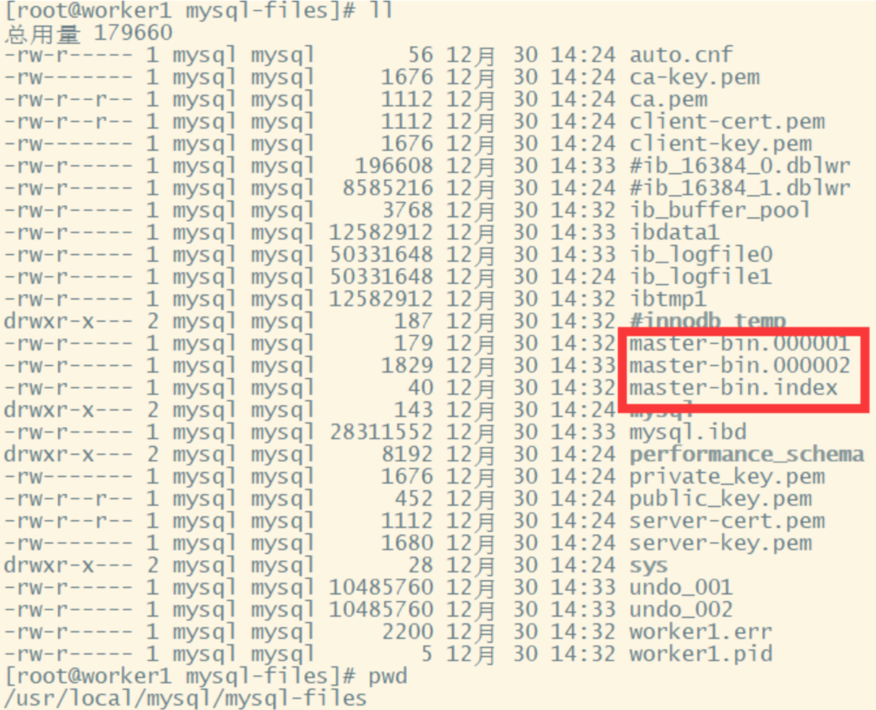 [root@worker1 mysql-files]# ll
总用量 179660
-rw-r----- 1 mysql mysql 56 12月 30 14:24 auto.cnf
-rw------- 1 mysql mysql 1676 12月 30 14:24 ca-key.pem
-rw-r--r-- 1 mysql mysql 1112 12月 30 14:24 ca.pem
-rw-r--r-- 1 mysql mysql 1112 12月 30 14:24 client-cert.pem
-rw------- 1 mysql mysql 1676 12月 30 14:24 client-key.pem
-rw-r----- 1 mysql mysql 196608 12月 30 14:33 #ib_16384_0.dblwr
-rw-r----- 1 mysql mysql 8585216 12月 30 14:24 #ib_16384_1.dblwr
-rw-r----- 1 mysql mysql 3768 12月 30 14:32 ib_buffer_pool
-rw-r----- 1 mysql mysql 12582912 12月 30 14:33 ibdata1
-rw-r----- 1 mysql mysql 50331648 12月 30 14:33 ib_logfile0
-rw-r----- 1 mysql mysql 50331648 12月 30 14:24 ib_logfile1
-rw-r----- 1 mysql mysql 12582912 12月 30 14:32 ibtmp1
drwxr-x--- 2 mysql mysql 187 12月 30 14:32 #innodb_temp
-rw-r----- 1 mysql mysql 179 12月 30 14:32 master-bin.000001
-rw-r----- 1 mysql mysql 1829 12月 30 14:33 master-bin.000002
-rw-r----- 1 mysql mysql 40 12月 30 14:32 master-bin.index
drwxr-x--- 2 mysql mysql 143 12月 30 14:24 mysql
-rw-r----- 1 mysql mysql 28311552 12月 30 14:33 mysql.ibd
drwxr-x--- 2 mysql mysql 8192 12月 30 14:24 performance_schema
-rw------- 1 mysql mysql 1676 12月 30 14:24 private_key.pem
-rw-r--r-- 1 mysql mysql 452 12月 30 14:24 public_key.pem
-rw-r--r-- 1 mysql mysql 1112 12月 30 14:24 server-cert.pem
-rw------- 1 mysql mysql 1680 12月 30 14:24 server-key.pem
drwxr-x--- 2 mysql mysql 28 12月 30 14:24 sys
-rw-r----- 1 mysql mysql 10485760 12月 30 14:33 undo_001
-rw-r----- 1 mysql mysql 10485760 12月 30 14:33 undo_002
-rw-r----- 1 mysql mysql 2200 12月 30 14:32 worker1.err
-rw-r----- 1 mysql mysql 5 12月 30 14:32 worker1.pid
[root@worker1 mysql-files]# pwd
/usr/local/mysql/mysql-files